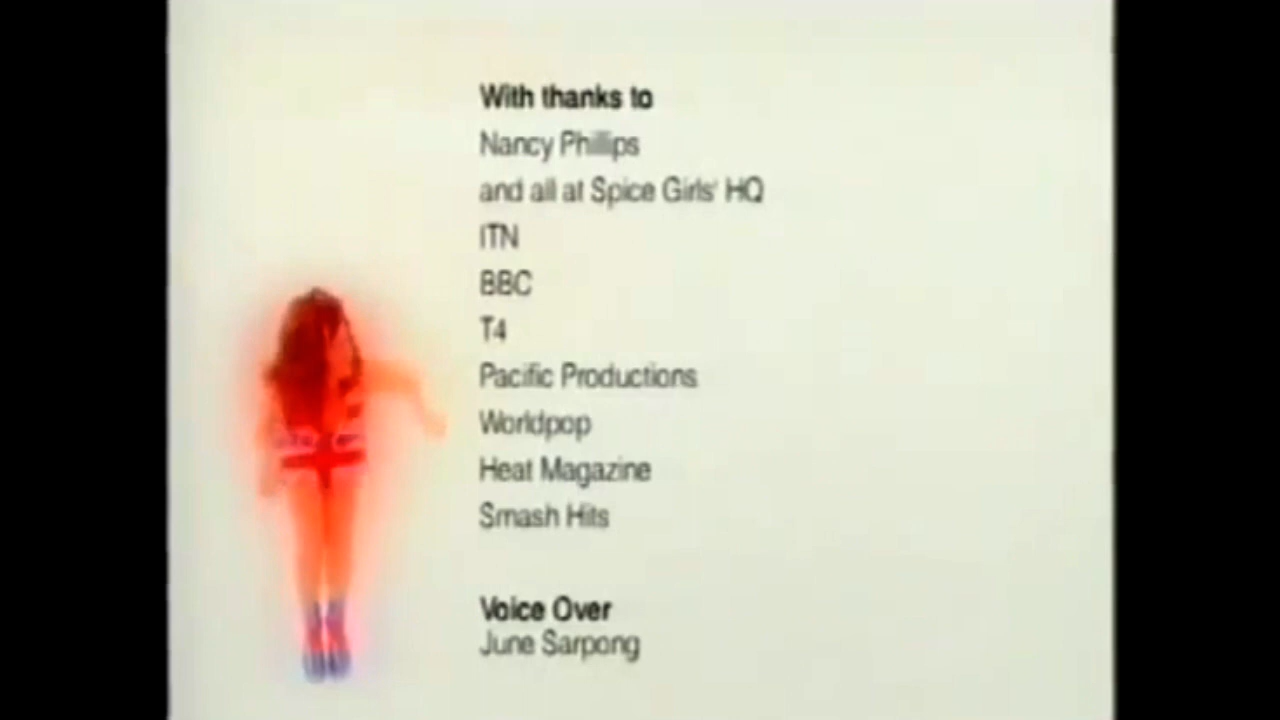 With thanks to
Nancy Phillips
and all at Spice Girls' HQ
ITN
BBC
T4
Pacific Productions
Worldpop
Heat Magazine
Smash Hits
Voice Over
June Sarpong